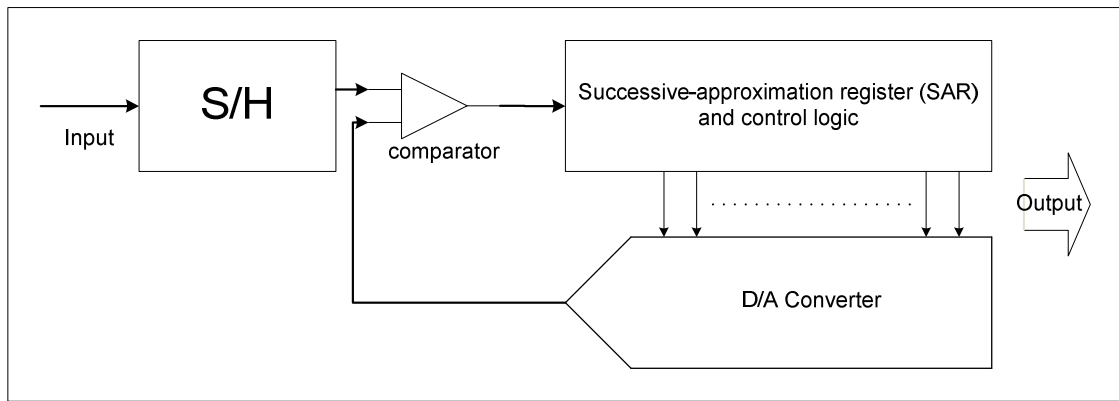 S/H
Input
comparator
Successive-approximation register (SAR)
and control logic
Output
D/A Converter